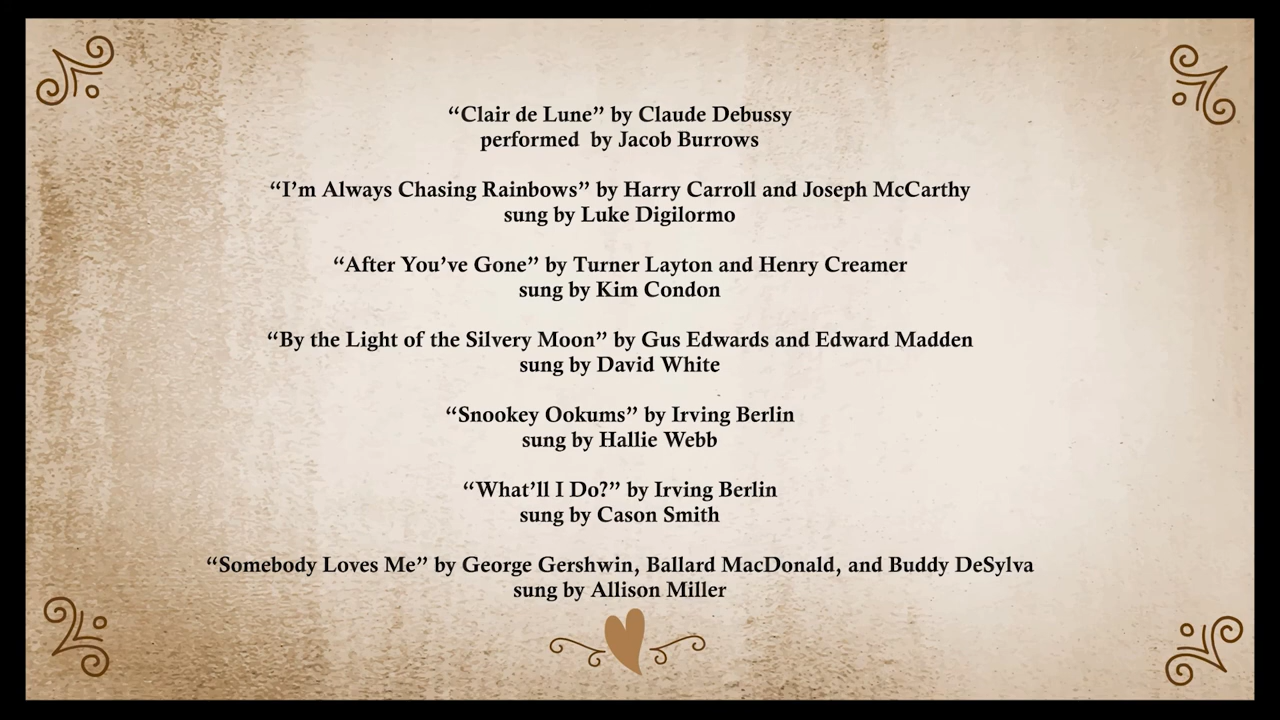 “Clair de Lune” by Claude Debussy
performed  by Jacob Burrows
“I’m Always Chasing Rainbows” by Harry Carroll and Joseph McCarthy
sung by Luke Digilormo
“After You’ve Gone” by Turner Layton and Henry Creamer
sung by Kim Condon
“By the Light of the Silvery Moon” by Gus Edwards and Edward Madden
sung by David White
“Snookey Ookums” by Irving Berlin
sung by Hallie Webb
“What’ll I Do?” by Irving Berlin
sung by Cason Smith
“Somebody Loves Me” by George Gershwin, Ballard MacDonald, and Buddy DeSylva
sung by Allison Miller